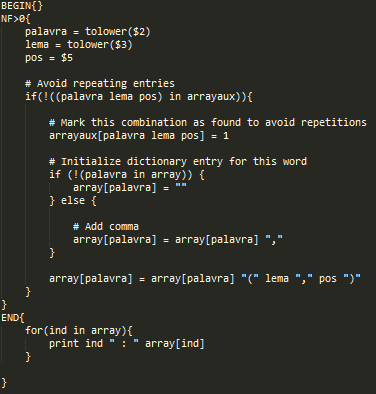 BEGIN{}
NF>0{
    palavra = tolower($2)
    lema = tolower($3)
    pos = $5

    # Avoid repeating entries
    if(!((palavra lema pos) in arrayaux)){

        # Mark this combination as found to avoid repetitions
        arrayaux[palavra lema pos] = 1

        # Initialize dictionary entry for this word
        if (!(palavra in array)) {
            array[palavra] = ""
        } else {

            # Add comma
            array[palavra] = array[palavra] ","
        }

        array[palavra] = array[palavra] "(" lema "," pos ")"
    }
}
END{
    for(ind in array){
        print ind " : " array[ind]
    }

}